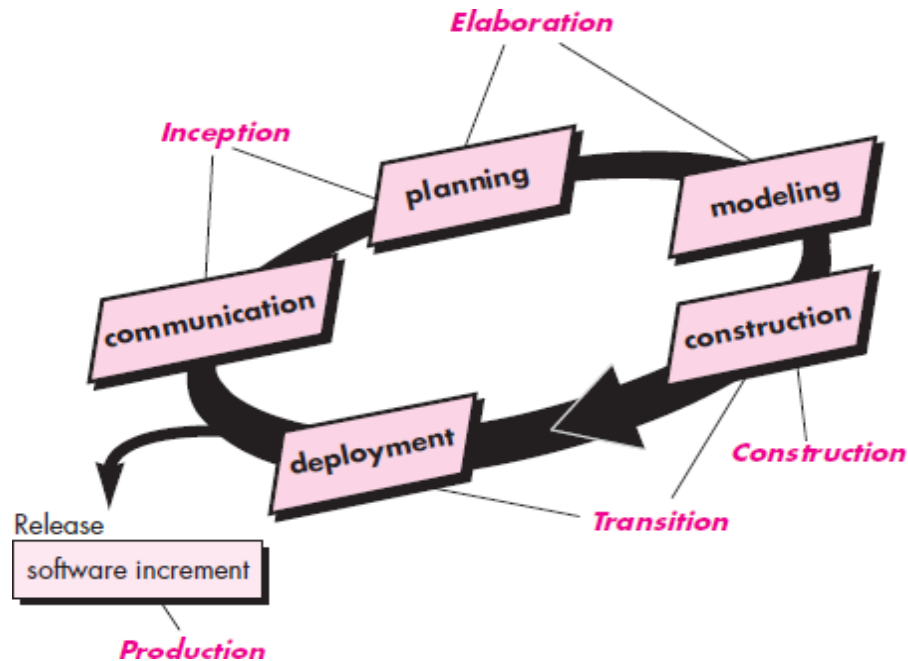 Elaboration
Inception
planning
modeling
communication
construction
deployment
Construction
Transition
Release
software increment
Production